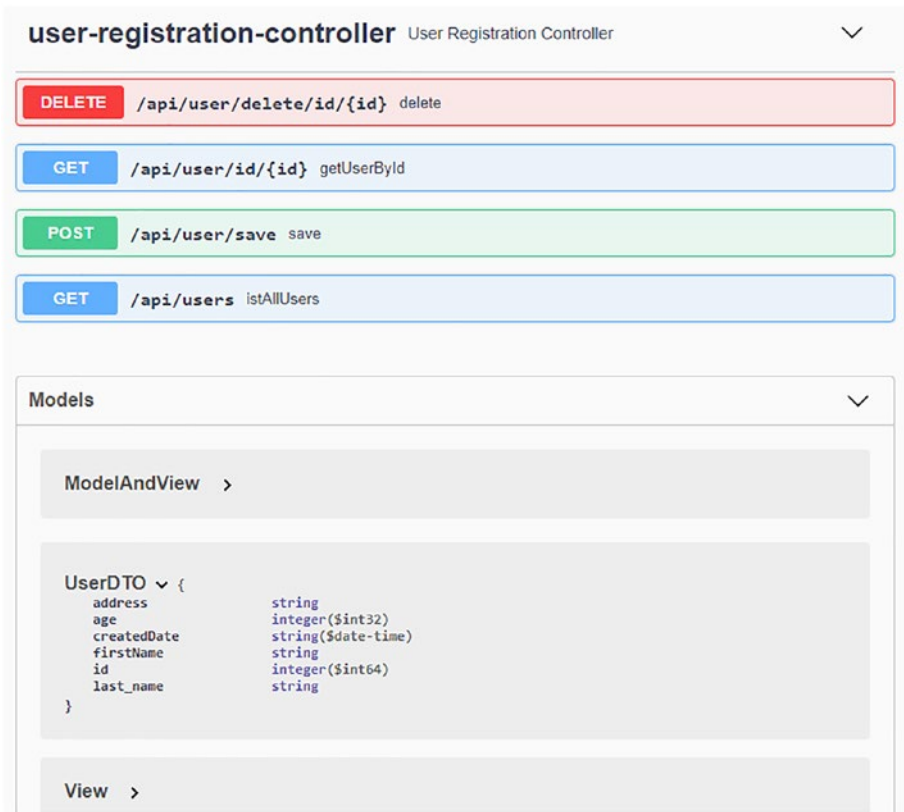 user-registration-controller User Registration Controller
DELETE /api/user/delete/id/{id} delete
GET /api/user/id/{id} getUserById
POST /api/user/save save
GET /api/users istAllUsers
Models
ModelAndView >
UserDTO {
address string
age integer($int32)
createdDate string($date-time)
firstName string
id integer($int64)
last_name string
}
View >